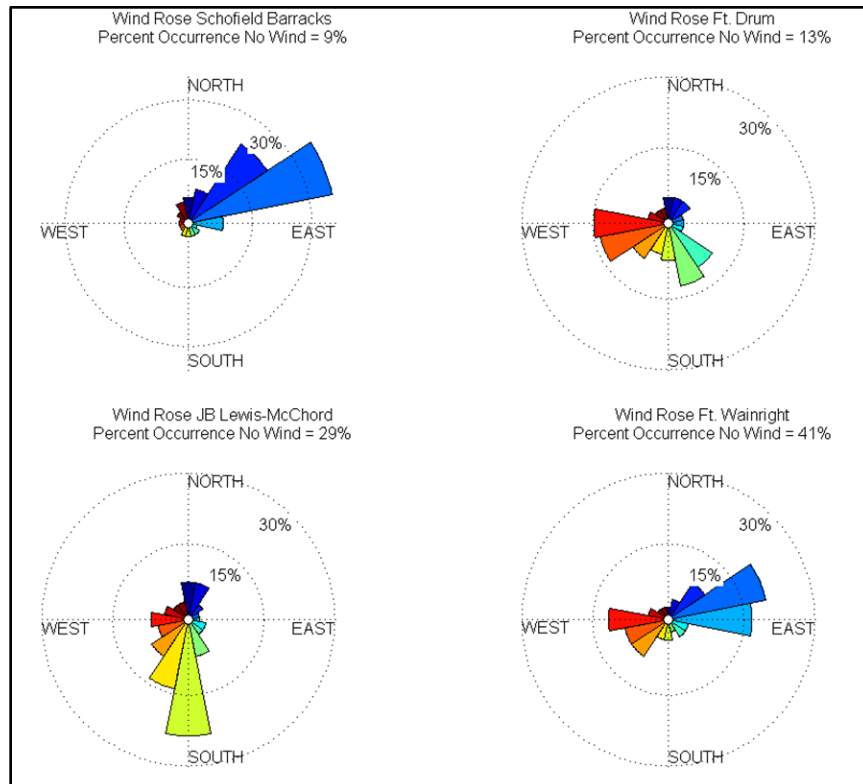 Wind Rose Schofield Barracks
Percent Occurrence No Wind = 9%
NORTH
30%
15%
WEST
EAST
SOUTH
Wind Rose Ft. Drum
Percent Occurrence No Wind = 13%
NORTH
30%
15%
WEST
EAST
SOUTH
Wind Rose JB Lewis-McChord
Percent Occurrence No Wind = 29%
NORTH
30%
15%
WEST
EAST
SOUTH
Wind Rose Ft. Wainright
Percent Occurrence No Wind = 41%
NORTH
30%
15%
WEST
EAST
SOUTH